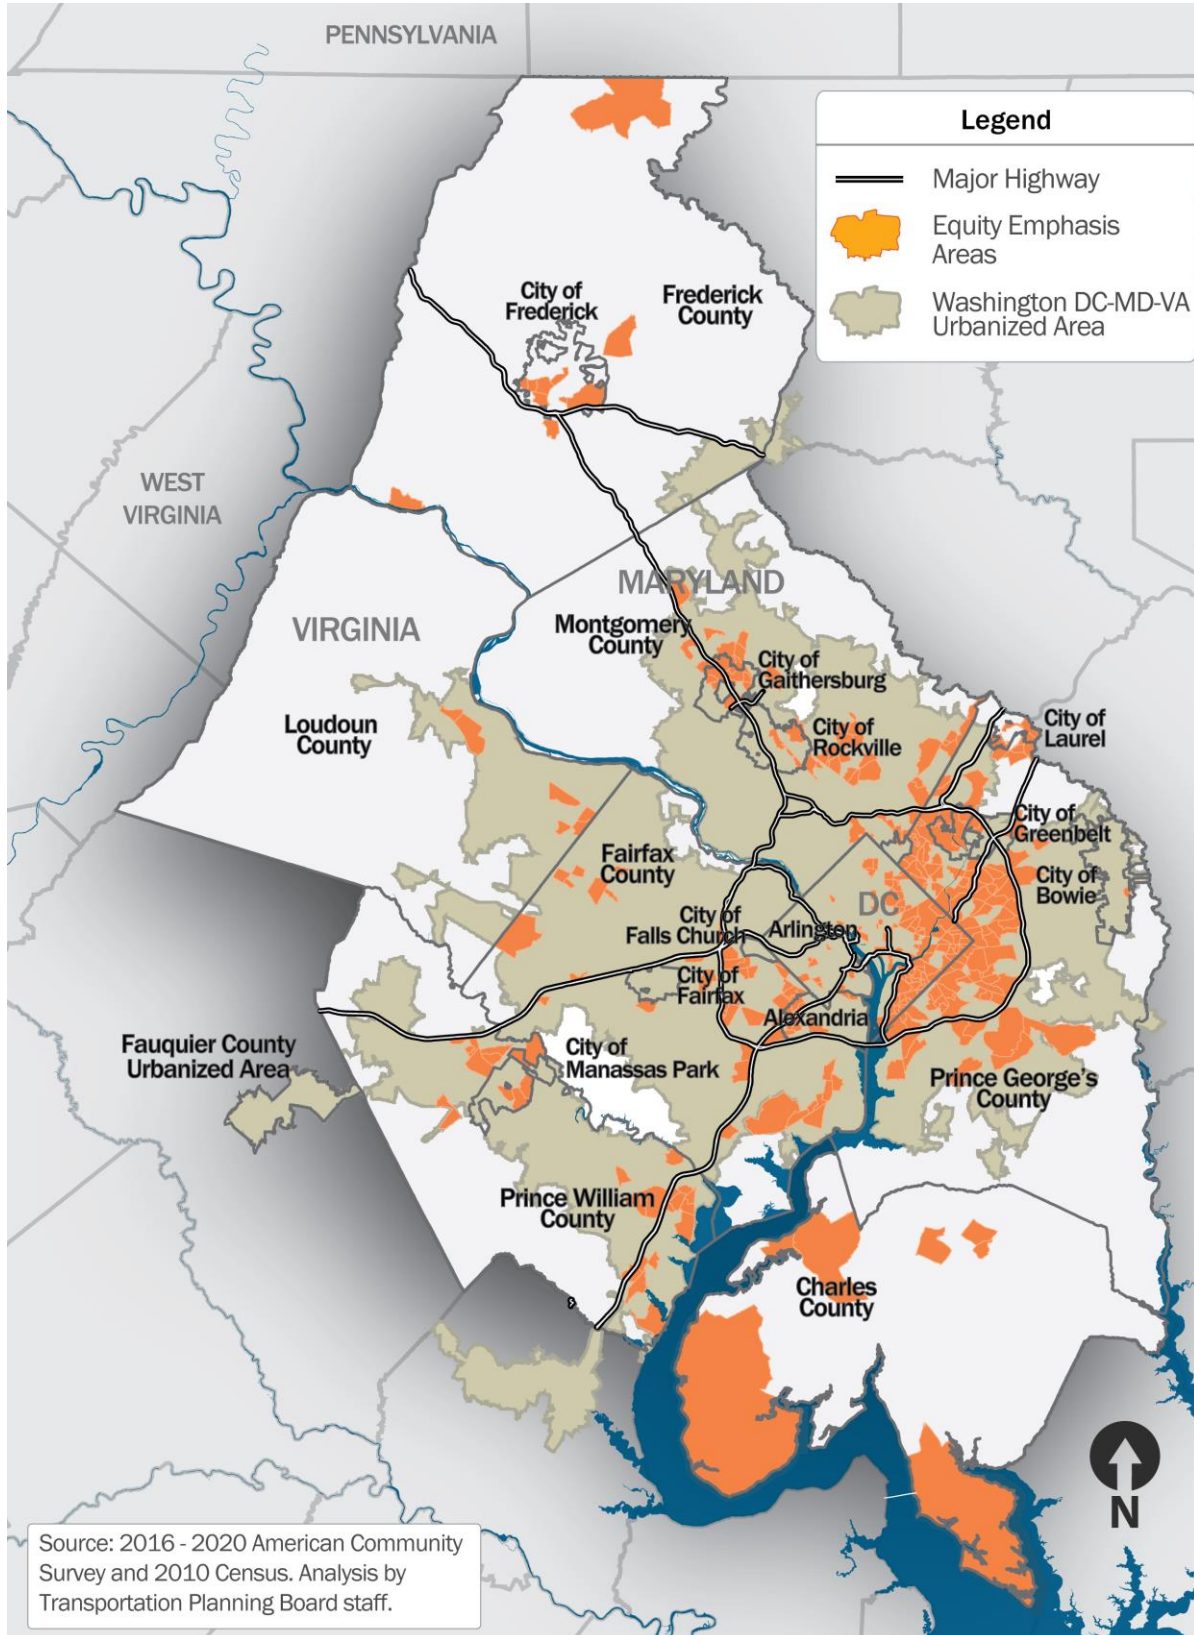 PENNSYLVANIA
Legend
Major Highway
Equity Emphasis
Areas
Washington DC-MD-VA
Urbanized Area
City of
Frederick
Frederick
County
WEST
VIRGINIA
MARYLAND
VIRGINIA
Montgomery
County
City of
Gaithersburg
City of
Rockville
City of
Laurel
Loudoun
County
City of
Greenbelt
Fairfax
County
City of
Bowie
DC
City of
Falls Church
Arlington
City of
Fairfax
Alexandria
Fauquier County
Urbanized Area
City of
Manassas Park
Prince George's
County
Prince William
County
Charles
County
N
Source: 2016 - 2020 American Community
Survey and 2010 Census. Analysis by
Transportation Planning Board staff.